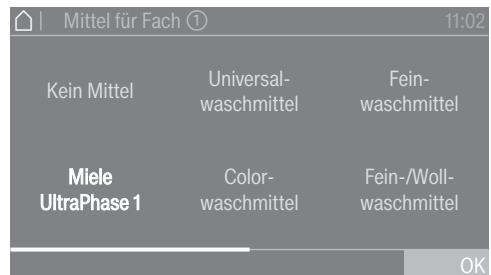 Mittel für Fach ①
11:02
Kein Mittel
Universal-
waschmittel
Fein-
waschmittel
Miele
UltraPhase 1
Color-
waschmittel
Fein-/Woll-
waschmittel
OK